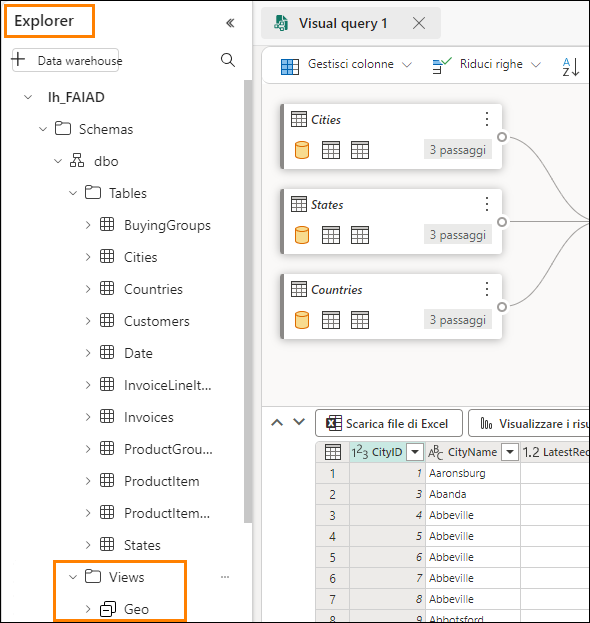 Explorer
Data warehouse
lh_FAIAD
Schemas
dbo
Tables
BuyingGroups
Cities
Countries
Customers
Date
InvoiceLineIt...
Invoices
ProductGrou...
ProductItem
ProductItem...
States
Views
Geo
Visual query 1
Gestisci colonne
Riduci righe
A
Z
Cities
3 passaggi
States
3 passaggi
Countries
3 passaggi
Scarica file di Excel
Visualizzare i risu
123 CityID
ABC CityName
1.2 LatestRec
1 1 Aaronsburg
2 3 Abanda
3 4 Abbeville
4 5 Abbeville
5 6 Abbeville
6 7 Abbeville
7 8 Abbeville
8 9 Abbotsford